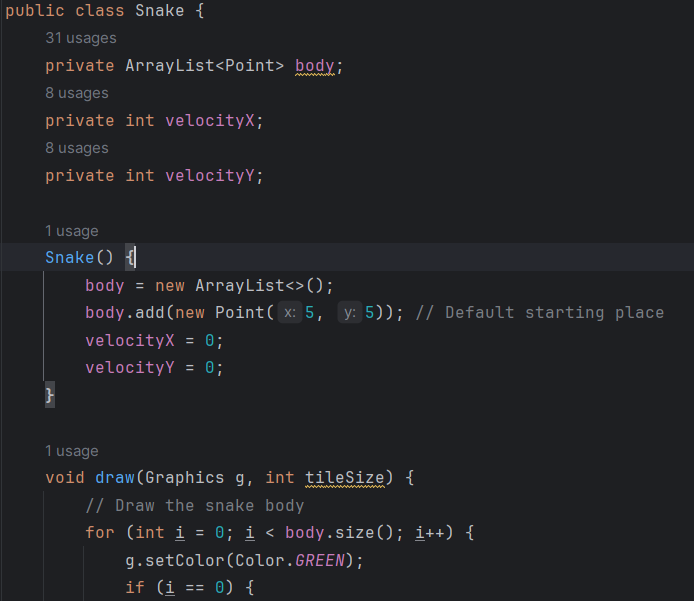 public class Snake {
31 usages
private ArrayList<Point> body;
8 usages
private int velocityX;
8 usages
private int velocityY;
1 usage
Snake() {
body = new ArrayList<>();
body.add(new Point( x: 5, y: 5)); // Default starting place
velocityX = 0;
velocityY = 0;
}
1 usage
void draw(Graphics g, int tileSize) {
// Draw the snake body
for (int i = 0; i < body.size(); i++) {
g.setColor(Color.GREEN);
if (i == 0) {